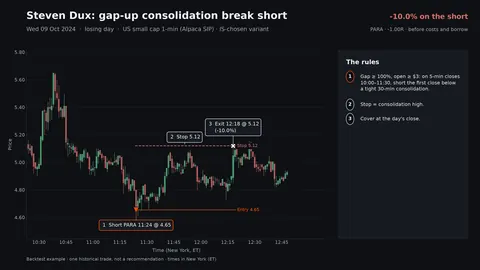 Steven Dux: gap-up consolidation break short
-10.0% on the short
Wed 09 Oct 2024 · losing day · US small cap 1-min (Alpaca SIP) · JS-chosen variant
PARA · -1.00R · before costs and borrow
5.80
5.60
5.40
5.20
5.00
4.80
4.60
Price
3 Exit 12:18 @ 5.12
(-10.0%)
2 Stop 5.12
Stop 5.12
Entry 4.65
1 Short PARA 11:24 @ 4.65
10:30
10:45
11:00
11:15
11:30
11:45
12:00
12:15
12:30
12:45
Time (New York, ET)
The rules
1 Gap ≥ 100%, open ≥ $3: on 5-min closes
10:00–11:30, short the first close below
a tight 30-min consolidation.
2 Stop = consolidation high.
3 Cover at the day's close.
Backtest example · one historical trade, not a recommendation · times in New York (ET)